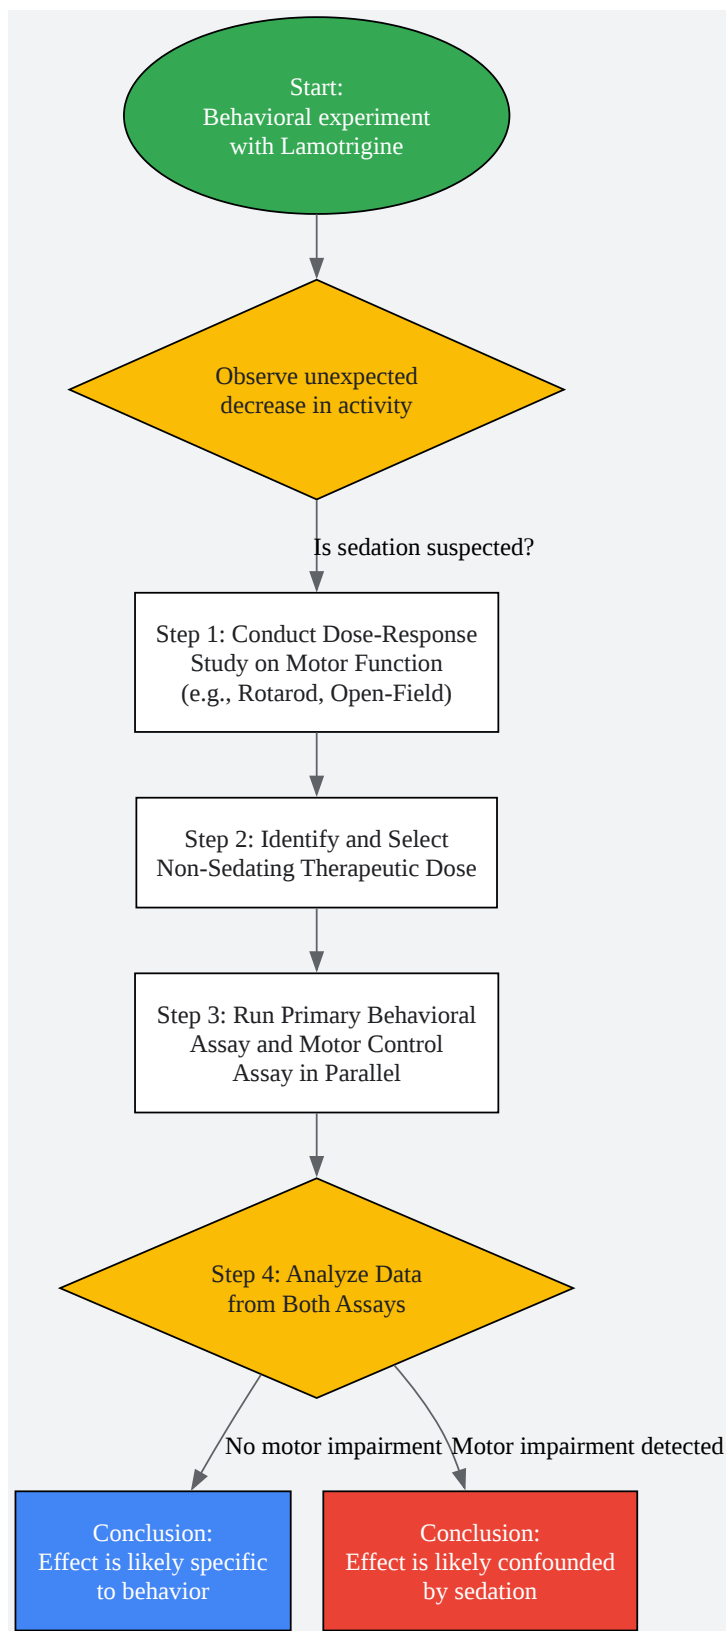 Start:
Behavioral experiment
with Lamotrigine
Observe unexpected
decrease in activity
Is sedation suspected?
Step 1: Conduct Dose-Response
Study on Motor Function
(e.g., Rotarod, Open-Field)
Step 2: Identify and Select
Non-Sedating Therapeutic Dose
Step 3: Run Primary Behavioral
Assay and Motor Control
Assay in Parallel
Step 4: Analyze Data
from Both Assays
No motor impairment
Motor impairment detected
Conclusion:
Effect is likely specific
to behavior
Conclusion:
Effect is likely confounded
by sedation